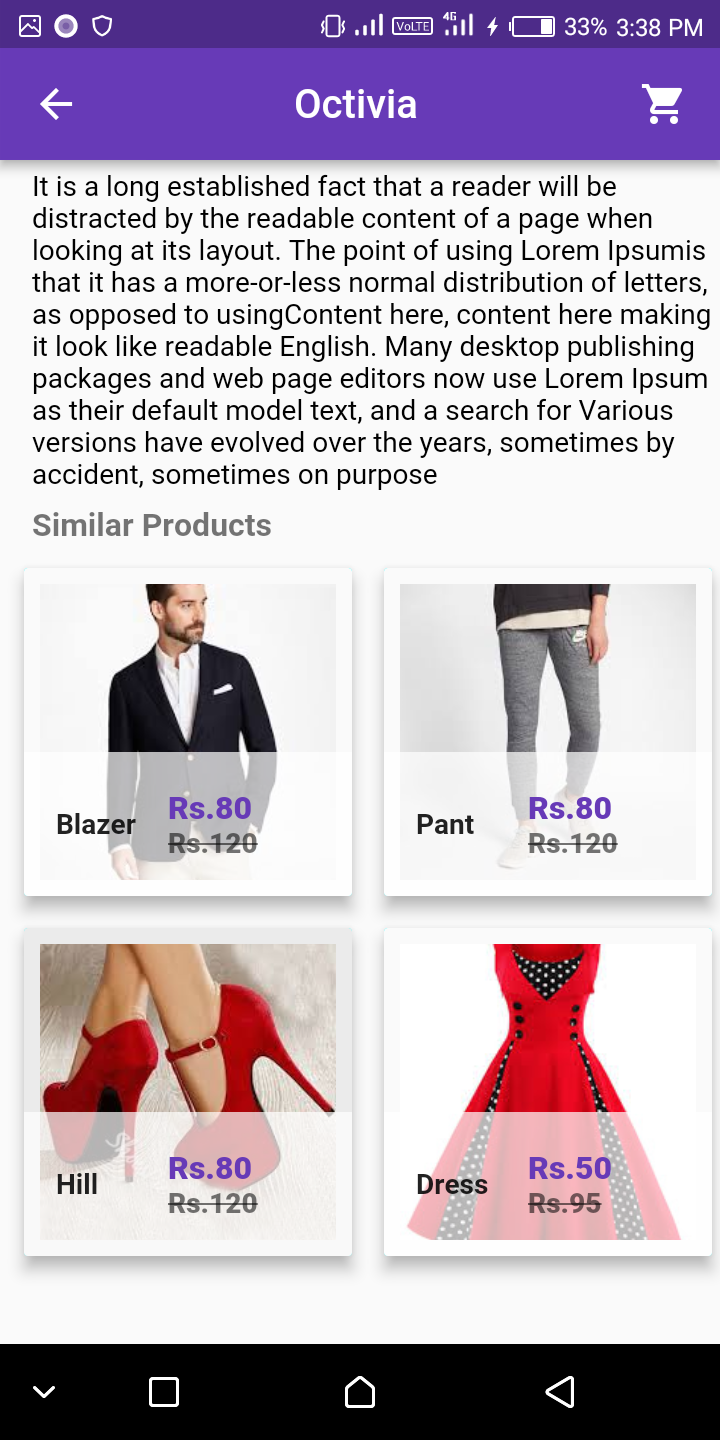 VoLTE 4G 33% 3:38 PM
Octivia
It is a long established fact that a reader will be
distracted by the readable content of a page when
looking at its layout. The point of using Lorem Ipsumis
that it has a more-or-less normal distribution of letters,
as opposed to usingContent here, content here making
it look like readable English. Many desktop publishing
packages and web page editors now use Lorem Ipsum
as their default model text, and a search for Various
versions have evolved over the years, sometimes by
accident, sometimes on purpose
Similar Products
Blazer
Rs.80
Rs.120
Pant
Rs.80
Rs.120
Hill
Rs.80
Rs.120
Dress
Rs.50
Rs.95